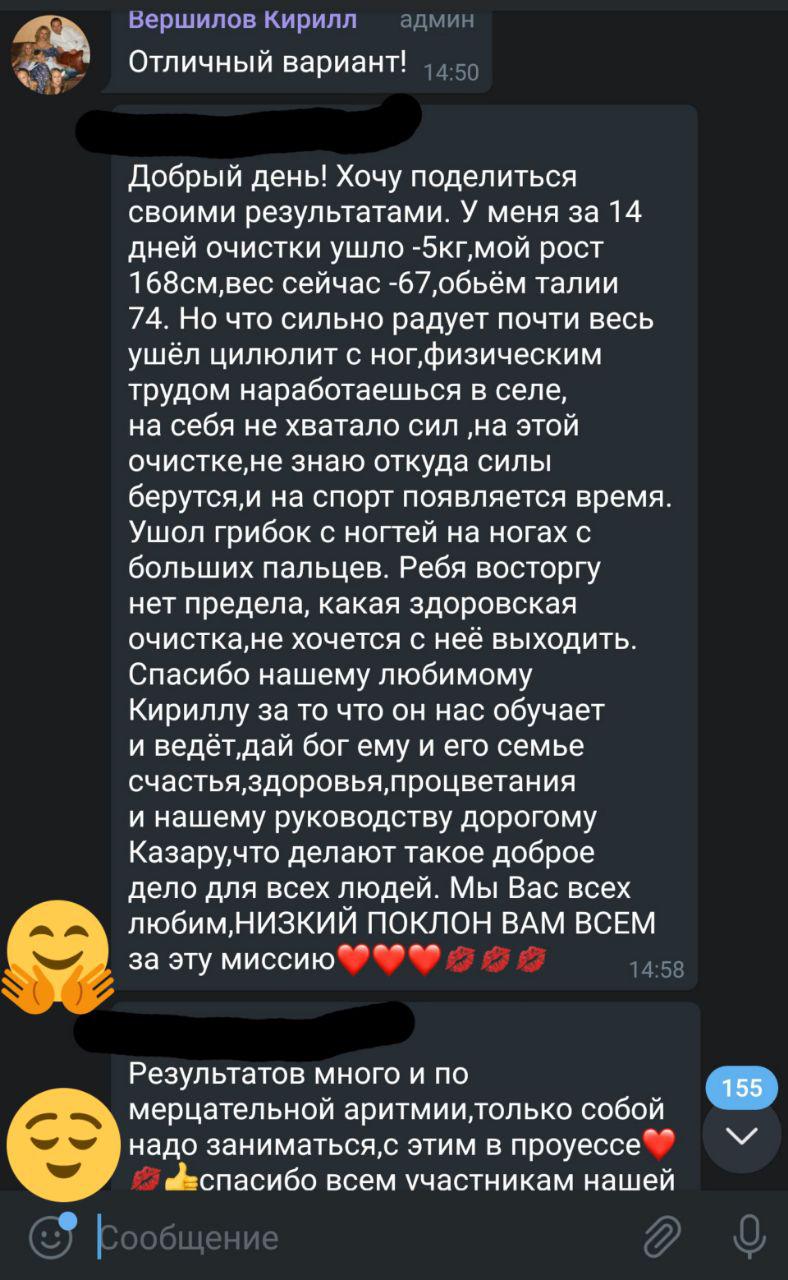 Вершилов Кирилл админ
Отличный вариант! 14:50
Добрый день! Хочу поделиться
своими результатами. У меня за 14
дней очистки ушло -5кг,мой рост
168см,вес сейчас -67,обьём талии
74. Но что сильно радует почти весь
ушёл цилюлит с ног,физическим
трудом наработаешься в селе,
на себя не хватало сил ,на этой
очистке,не знаю откуда силы
берутся,и на спорт появляется время.
Ушол грибок с ногтей на ногах с
больших пальцев. Ребя восторгу
нет предела, какая здоровская
очистка,не хочется с неё выходить.
Спасибо нашему любимому
Кириллу за то что он нас обучает
и ведёт,дай бог ему и его семье
счастья,здоровья,процветания
и нашему руководству дорогому
Казару,что делают такое доброе
дело для всех людей. Мы Вас всех
любим,НИЗКИЙ ПОКЛОН ВАМ ВСЕМ
за эту миссию❤️❤️❤️💋💋💋 14:58
Результатов много и по
мерцательной аритмии,только собой
надо заниматься,с этим в проуессе❤️
💋👍спасибо всем участникам нашей
155
Сообщение